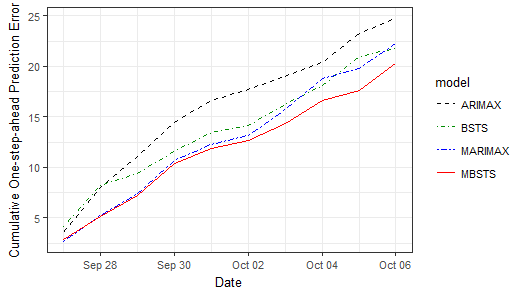 Cumulative One-step-ahead Prediction Error
25
20
15
10
5
Sep 28
Sep 30
Oct 02
Oct 04
Oct 06
Date
model
ARIMAX
BSTS
MARIMAX
MBSTS